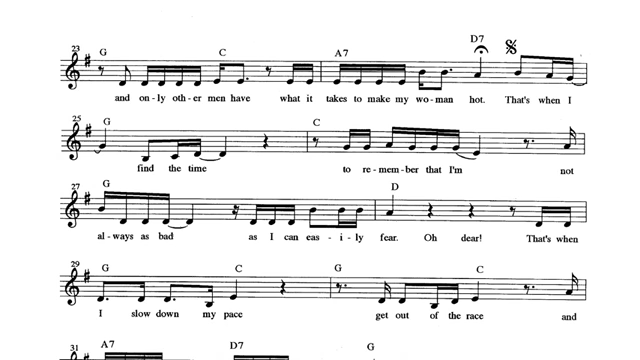 23 G C A7 D7
and on-ly oth-er men have what it takes to make my wo-man hot. That's when I
25 G C
find the time to re-mem-ber that I'm not
27 G D
al-ways as bad as I can eas-i-ly fear. Oh dear! That's when
29 G C G C
I slow down my pace get out of the race and
31 A7 D7 G